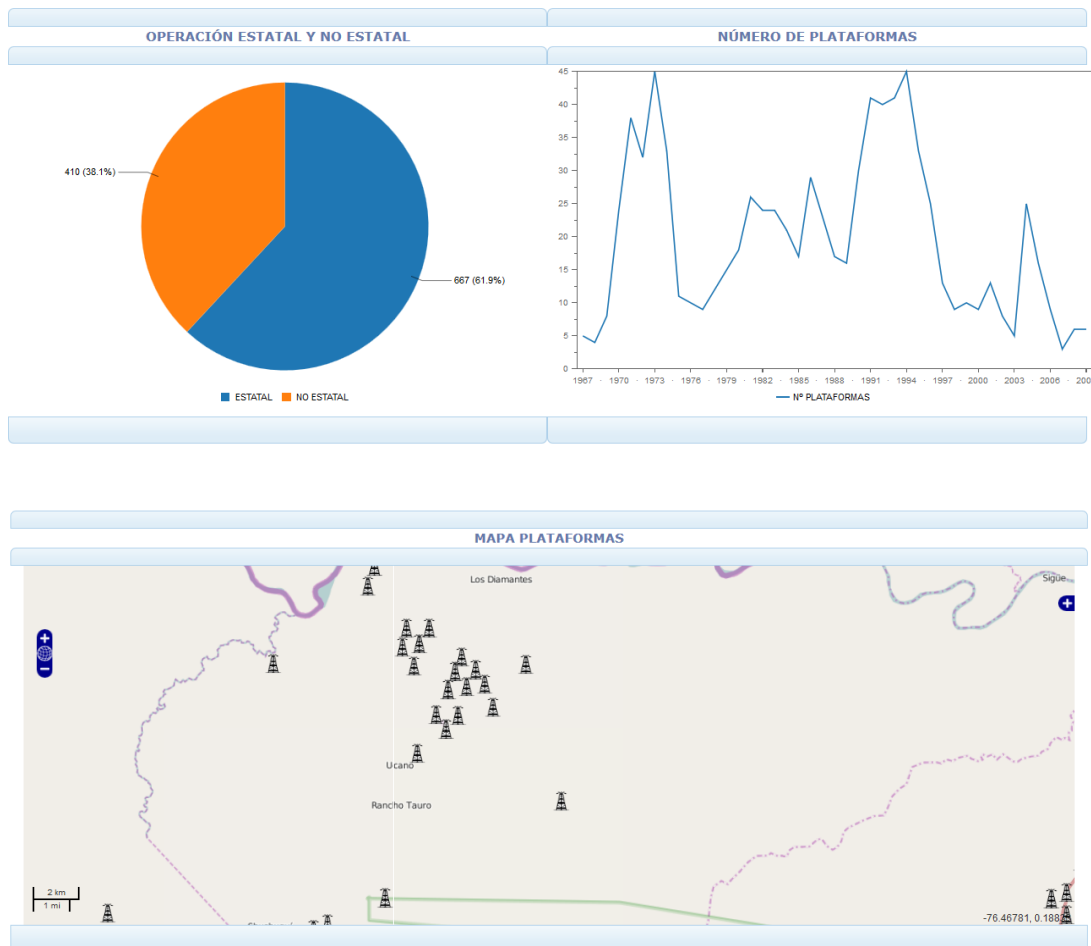 OPERACIÓN ESTATAL Y NO ESTATAL
410 (38.1%)
667 (61.9%)
ESTATAL
NO ESTATAL
NÚMERO DE PLATAFORMAS
45
40
35
30
25
20
15
10
5
0
1967 · 1970 · 1973 · 1976 · 1979 · 1982 · 1985 · 1988 · 1991 · 1994 · 1997 · 2000 · 2003 · 2006 ·
Nº PLATAFORMAS
MAPA PLATAFORMAS
Los Diamantes
Sigüe
Ucano
Rancho Tauro
2 km
1 mi
-76.46781,